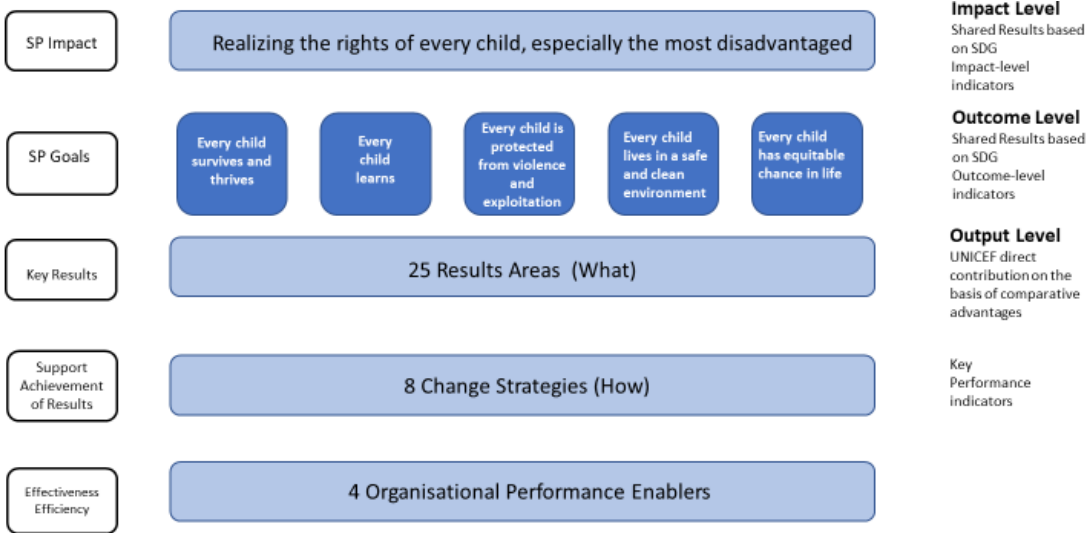 SP Impact
Realizing the rights of every child, especially the most disadvantaged
Impact Level
Shared Results based
on SDG
Impact-level
indicators
SP Goals
Every child
survives and
thrives
Every
child
learns
Every child is
protected
from violence
and
exploitation
Every child
lives in a safe
and clean
environment
Every child
has equitable
chance in life
Outcome Level
Shared Results based
on SDG
Outcome-level
indicators
Key Results
25 Results Areas (What)
Output Level
UNICEF direct
contribution on the
basis of comparative
advantages
Support
Achievement
of Results
8 Change Strategies (How)
Key
Performance
indicators
Effectiveness
Efficiency
4 Organisational Performance Enablers